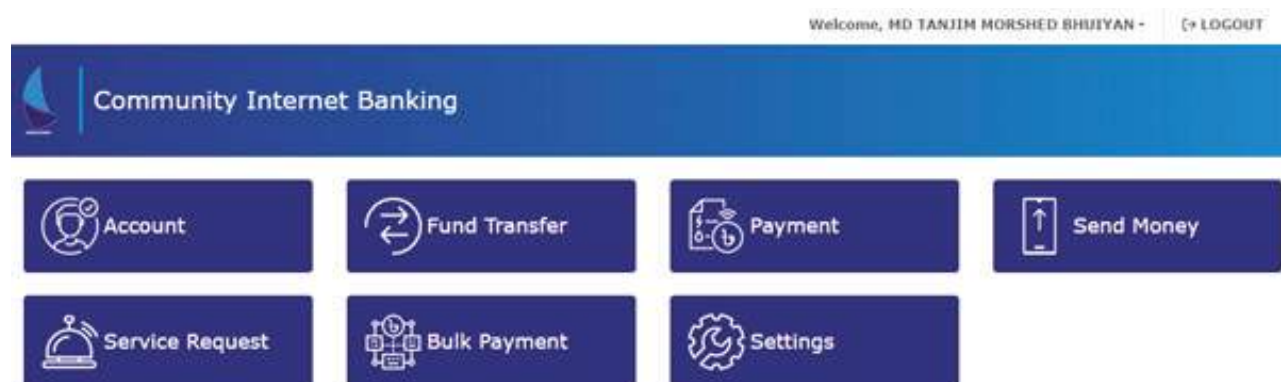 Welcome, MD TANJIM MORSHED BHUIYAN
LOGOUT
Community Internet Banking
Account
Fund Transfer
Payment
Send Money
Service Request
Bulk Payment
Settings